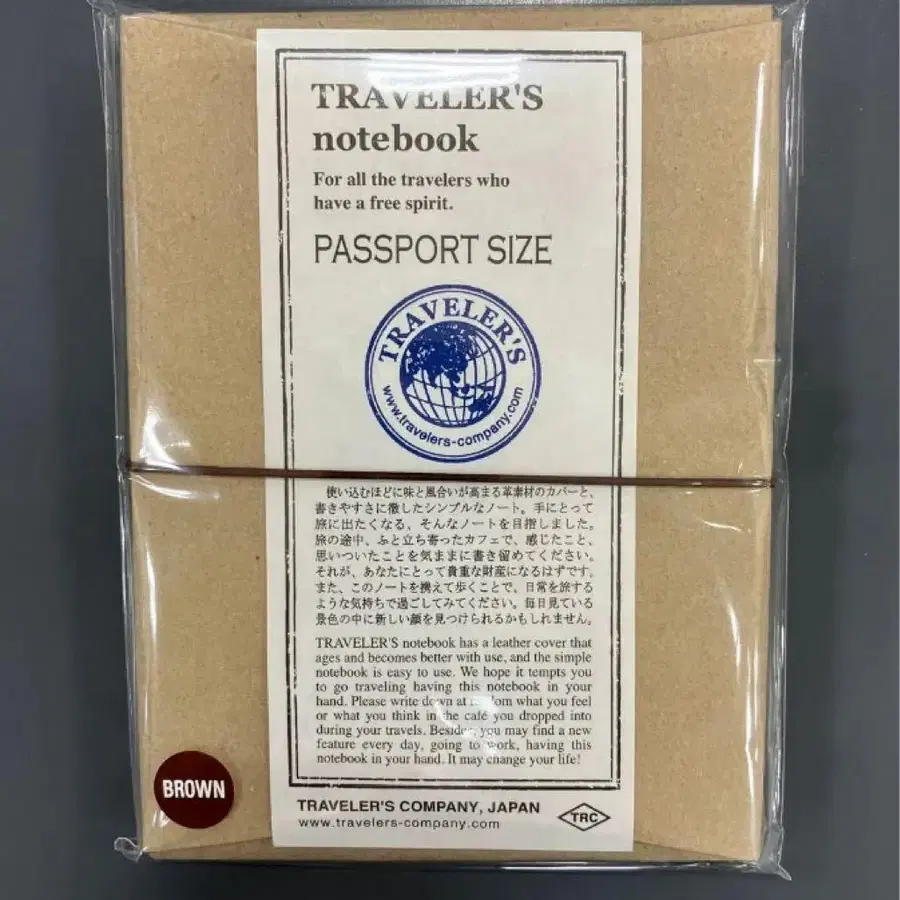 TRAVELER'S
notebook
For all the travelers who
have a free spirit.
PASSPORT SIZE
TRAVELER'S
www.travelers-company.com
使い込むほどに味と風合いが高まる革素材のカバーと、
書きやすさに徹したシンプルなノート。手にとって
旅に出たくなる、そんなノートを目指しました。
旅の途中、ふと立ち寄ったカフェで、感じたこと、
思いついたことを気ままに書き留めてください。
それが、あなたにとって貴重な財産になるはずです。
また、このノートを携えて歩くことで、日常を旅する
ような気持ちで過ごしてみてください。毎日見ている
景色の中に新しい顔を見つけられるかもしれません。
TRAVELER'S notebook has a leather cover that
ages and becomes better with use, and the simple
notebook is easy to use. We hope it tempts you
to go traveling having this notebook in your
hand. Please write down at random what you feel
or what you think in the café you dropped into
during your travels. Besides, you may find a new
feature every day, going to work, having this
notebook in your hand. It may change your life!
BROWN
TRAVELER'S COMPANY, JAPAN
www.travelers-company.com
TRC